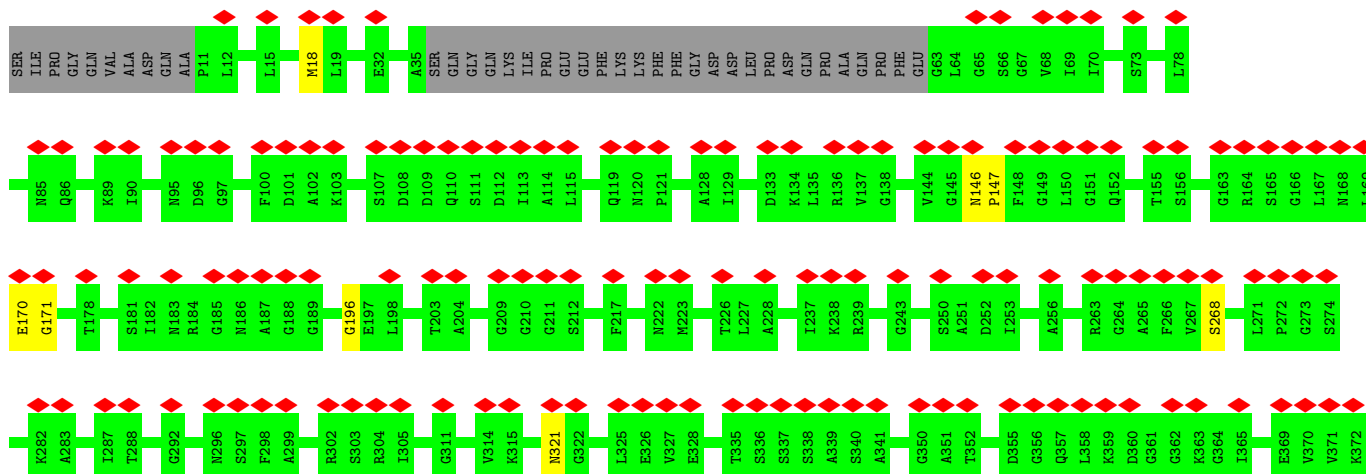 SER ILE PRO GLY GLN VAL ALA ASP GLN ALA P11 L12 L15 M18 L19 E32 A35 SER GLN GLY GLN LYS ILE PRO GLU GLU PHE LYS LYS PHE PHE GLY ASP ASP LEU PRO ASP GLN PRO ALA GLN PRO PHE GLU G63 L64 G65 S66 G67 V68 I69 I70 S73 L78
N85 Q86 K89 I90 N95 D96 G97 F100 D101 A102 K103 S107 D108 D109 Q110 S111 D112 I113 A114 L115 Q119 N120 P121 A128 I129 D133 K134 L135 R136 V137 G138 V144 G145 N146 P147 F148 G149 L150 G151 Q152 T155 S156 G163 R164 S165 G166 L167 N168 L169
E170 G171 T178 S181 I182 N183 R184 G185 N186 A187 G188 G189 G196 E197 L198 T203 A204 G209 G210 G211 S212 F217 N222 M223 T226 L227 A228 I237 K238 R239 G243 S250 A251 D252 I253 A256 R263 G264 A265 F266 V267 S268 L271 P272 G273 S274
K282 A283 I287 T288 G292 N296 S297 F298 A299 R302 S303 R304 I305 G311 V314 K315 N321 G322 L325 E326 V327 E328 T335 S336 S337 S338 A339 S340 A341 G350 A351 T352 D355 G356 Q357 L358 K359 D360 G361 G362 K363 G364 I365 E369 V370 V371 K372